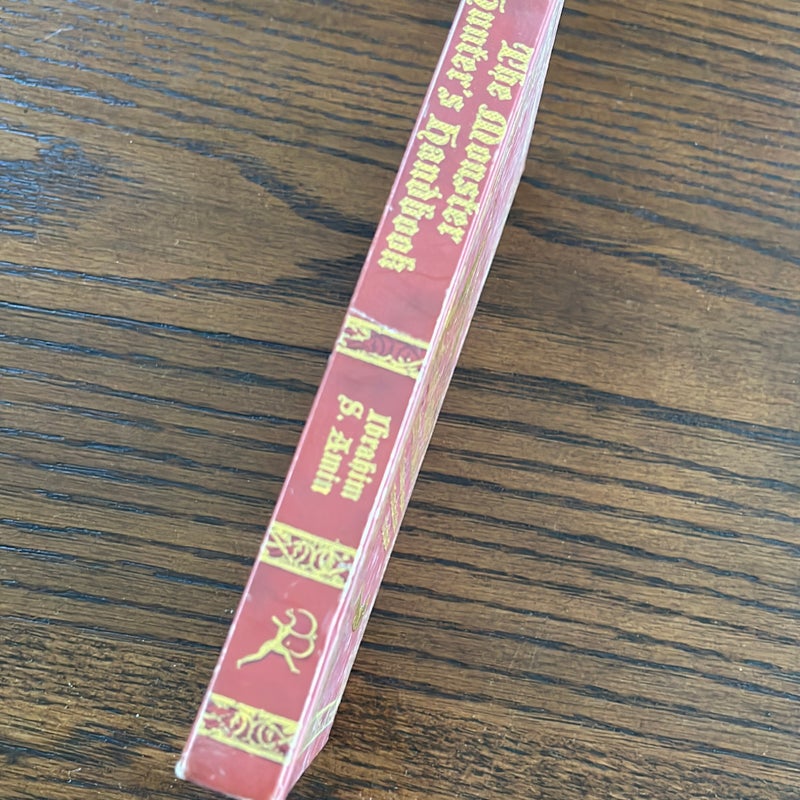 The Monster
Hunter's Handbook
Ibrahim
S. Amin